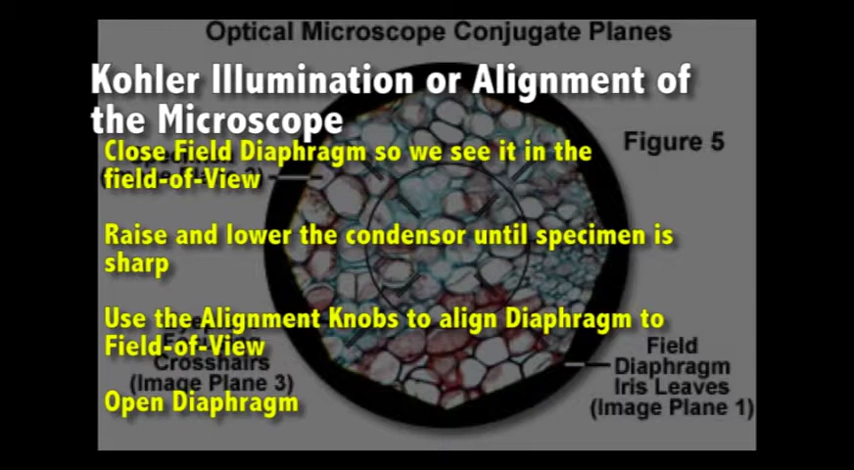 Optical Microscope Conjugate Planes
Kohler Illumination or Alignment of
the Microscope
Figure 5
Close Field Diaphragm so we see it in the
field-of-View
Raise and lower the condensor until specimen is
sharp
Use the Alignment Knobs to align Diaphragm to
Field-of-View
Crosshairs
(Image Plane 3)
Open Diaphragm
Field
Diaphragm
Iris Leaves
(Image Plane 1)